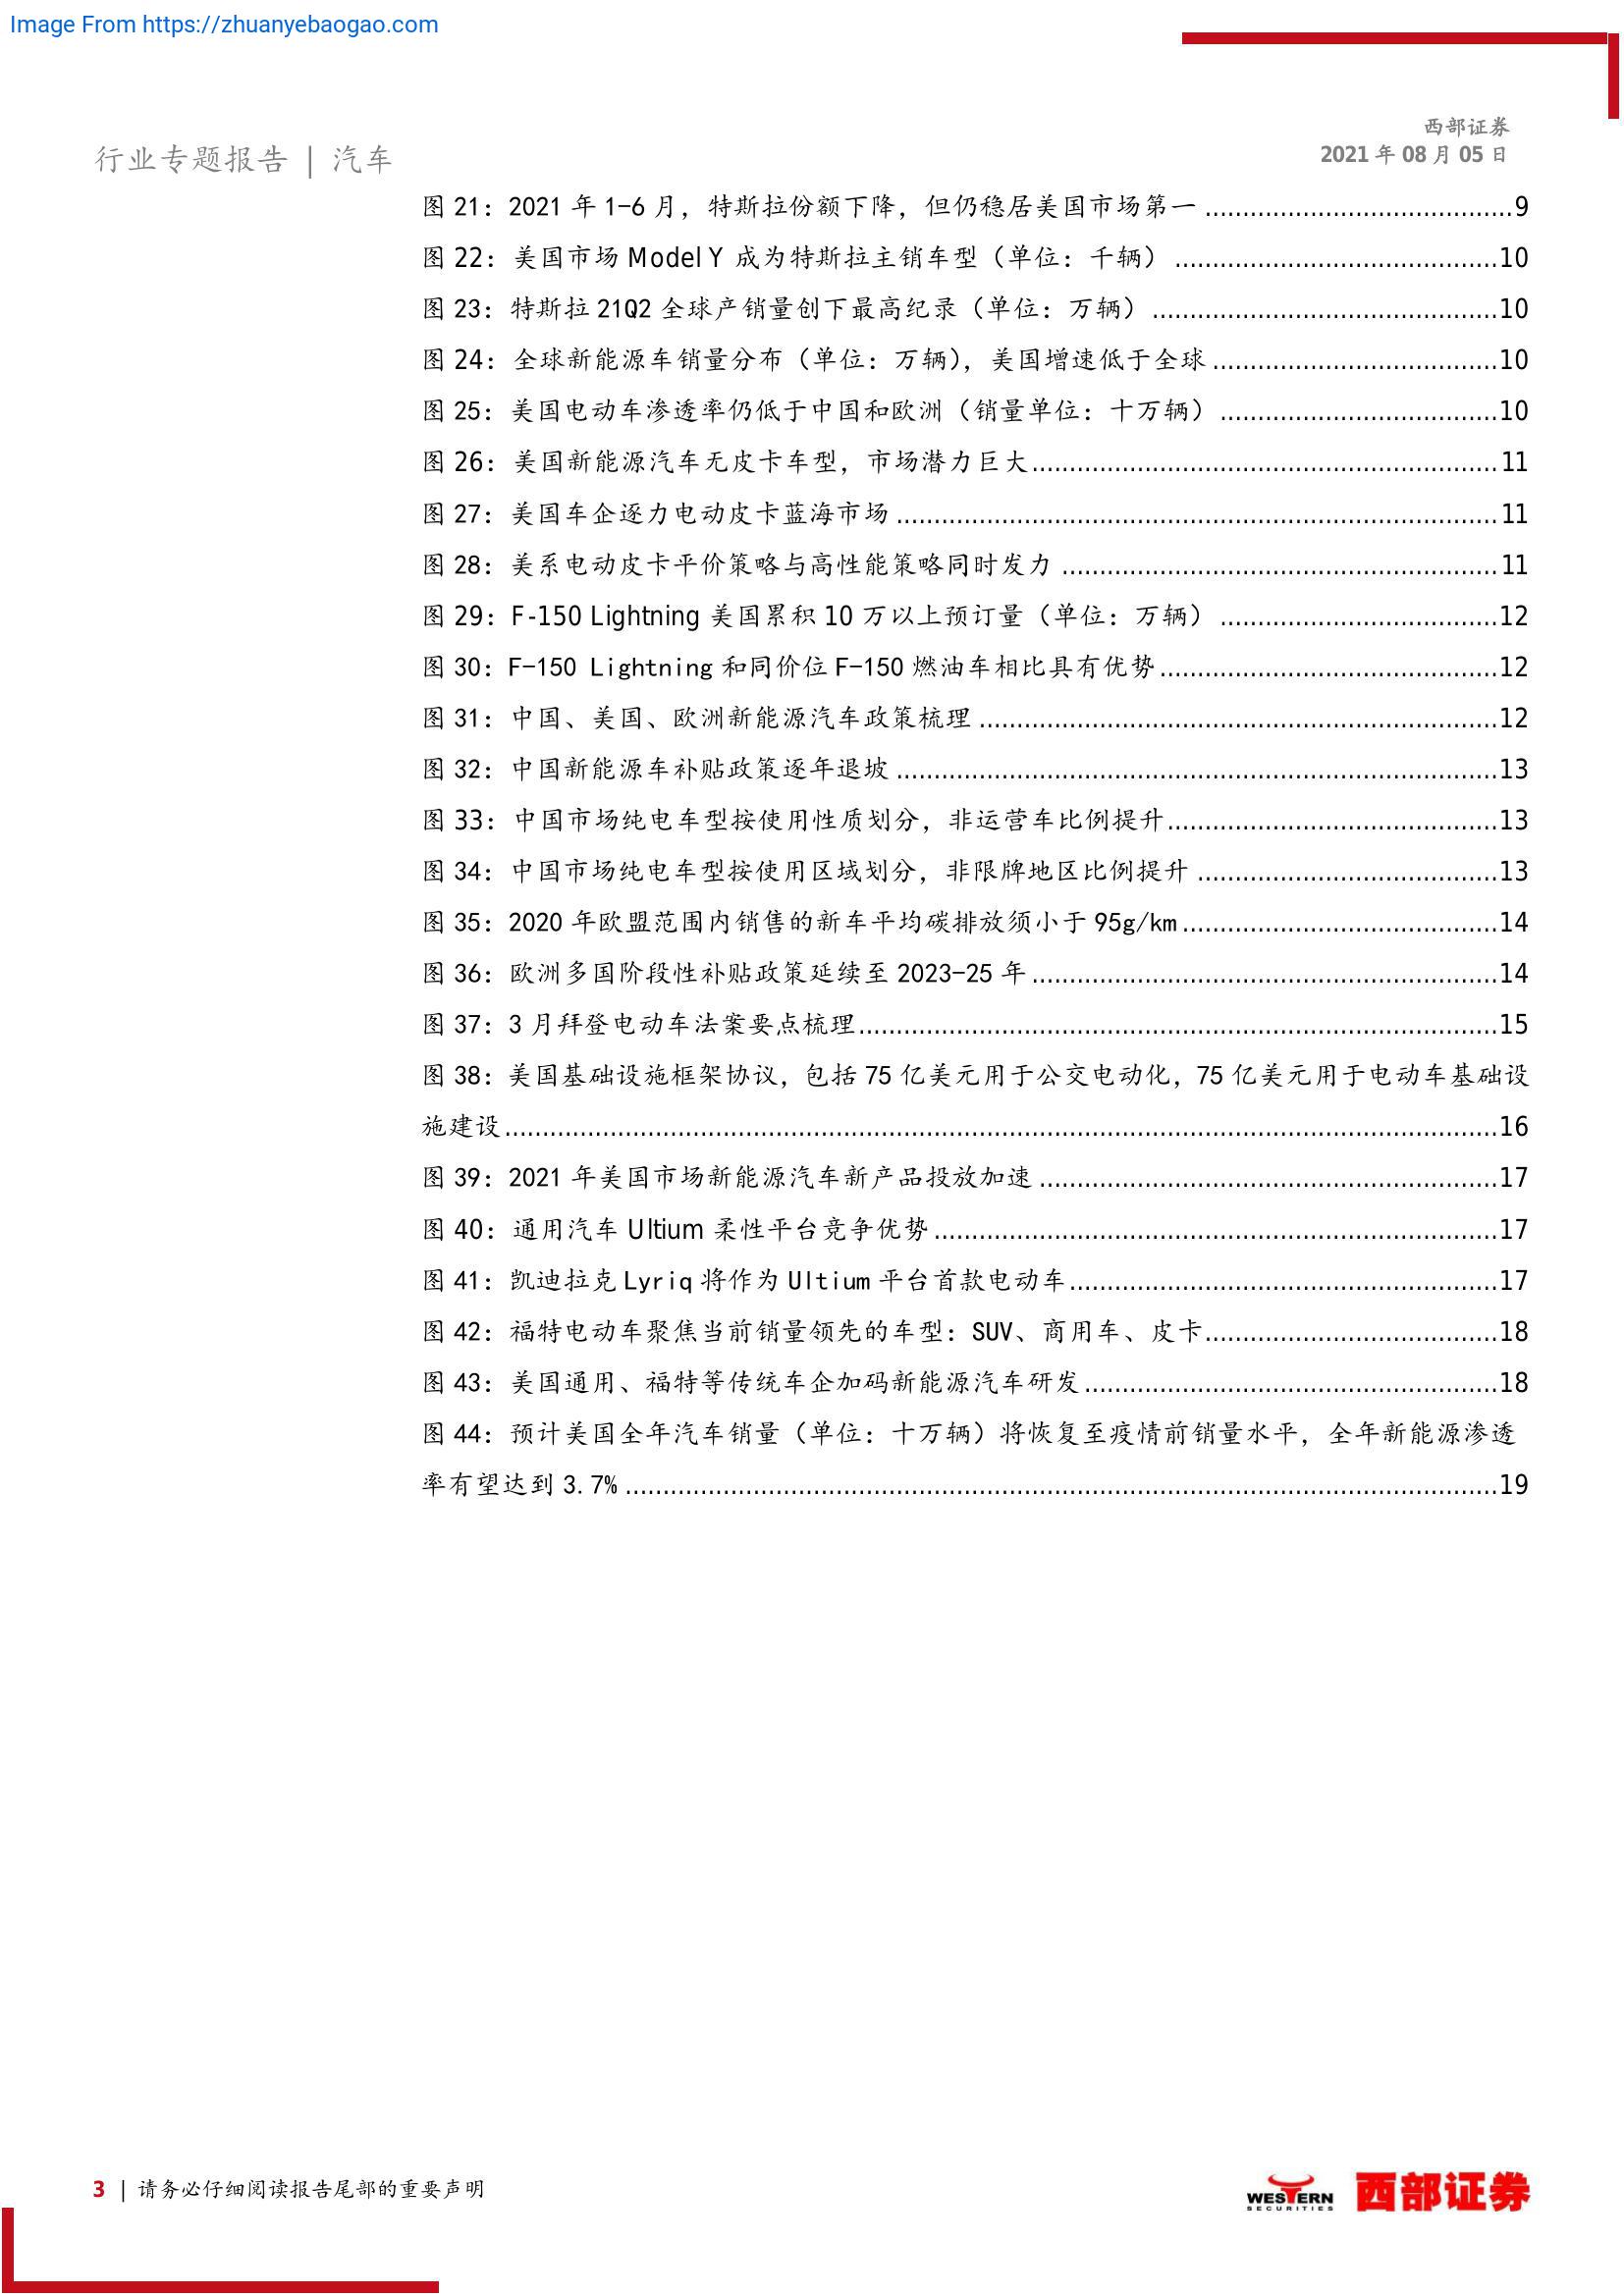 Image From https://zhuanyebaogao.com
西部证券
行业专题报告 | 汽车
2021 年 08 月 05 日
图 21：2021 年 1-6 月，特斯拉份额下降，但仍稳居美国市场第一.........................................9
图 22：美国市场 Model Y 成为特斯拉主销车型（单位：千辆）...........................................10
图 23：特斯拉 21Q2 全球产销量创下最高纪录（单位：万辆）..............................................10
图 24：全球新能源车销量分布（单位：万辆），美国增速低于全球......................................10
图 25：美国电动车渗透率仍低于中国和欧洲（销量单位：十万辆）.....................................10
图 26：美国新能源汽车无皮卡车型，市场潜力巨大..............................................................11
图 27：美国车企逐力电动皮卡蓝海市场................................................................................11
图 28：美系电动皮卡平价策略与高性能策略同时发力..........................................................11
图 29：F-150 Lightning 美国累积 10 万以上预订量（单位：万辆）.....................................12
图 30：F-150 Lightning 和同价位 F-150 燃油车相比具有优势.............................................12
图 31：中国、美国、欧洲新能源汽车政策梳理.....................................................................12
图 32：中国新能源车补贴政策逐年退坡................................................................................13
图 33：中国市场纯电车型按使用性质划分，非运营车比例提升............................................13
图 34：中国市场纯电车型按使用区域划分，非限牌地区比例提升........................................13
图 35：2020 年欧盟范围内销售的新车平均碳排放须小于 95g/km..........................................14
图 36：欧洲多国阶段性补贴政策延续至 2023-25 年..............................................................14
图 37：3 月拜登电动车法案要点梳理.....................................................................................15
图 38：美国基础设施框架协议，包括 75 亿美元用于公交电动化，75 亿美元用于电动车基础设
施建设....................................................................................................................................16
图 39：2021 年美国市场新能源汽车新产品投放加速.............................................................17
图 40：通用汽车 Ultium 柔性平台竞争优势...........................................................................17
图 41：凯迪拉克 Lyriq 将作为 Ultium 平台首款电动车.........................................................17
图 42：福特电动车聚焦当前销量领先的车型：SUV、商用车、皮卡.......................................18
图 43：美国通用、福特等传统车企加码新能源汽车研发.......................................................18
图 44：预计美国全年汽车销量（单位：十万辆）将恢复至疫情前销量水平，全年新能源渗透
率有望达到 3.7%....................................................................................................................19
3 | 请务必仔细阅读报告尾部的重要声明
WESTERN
SECURITIES
西部证券